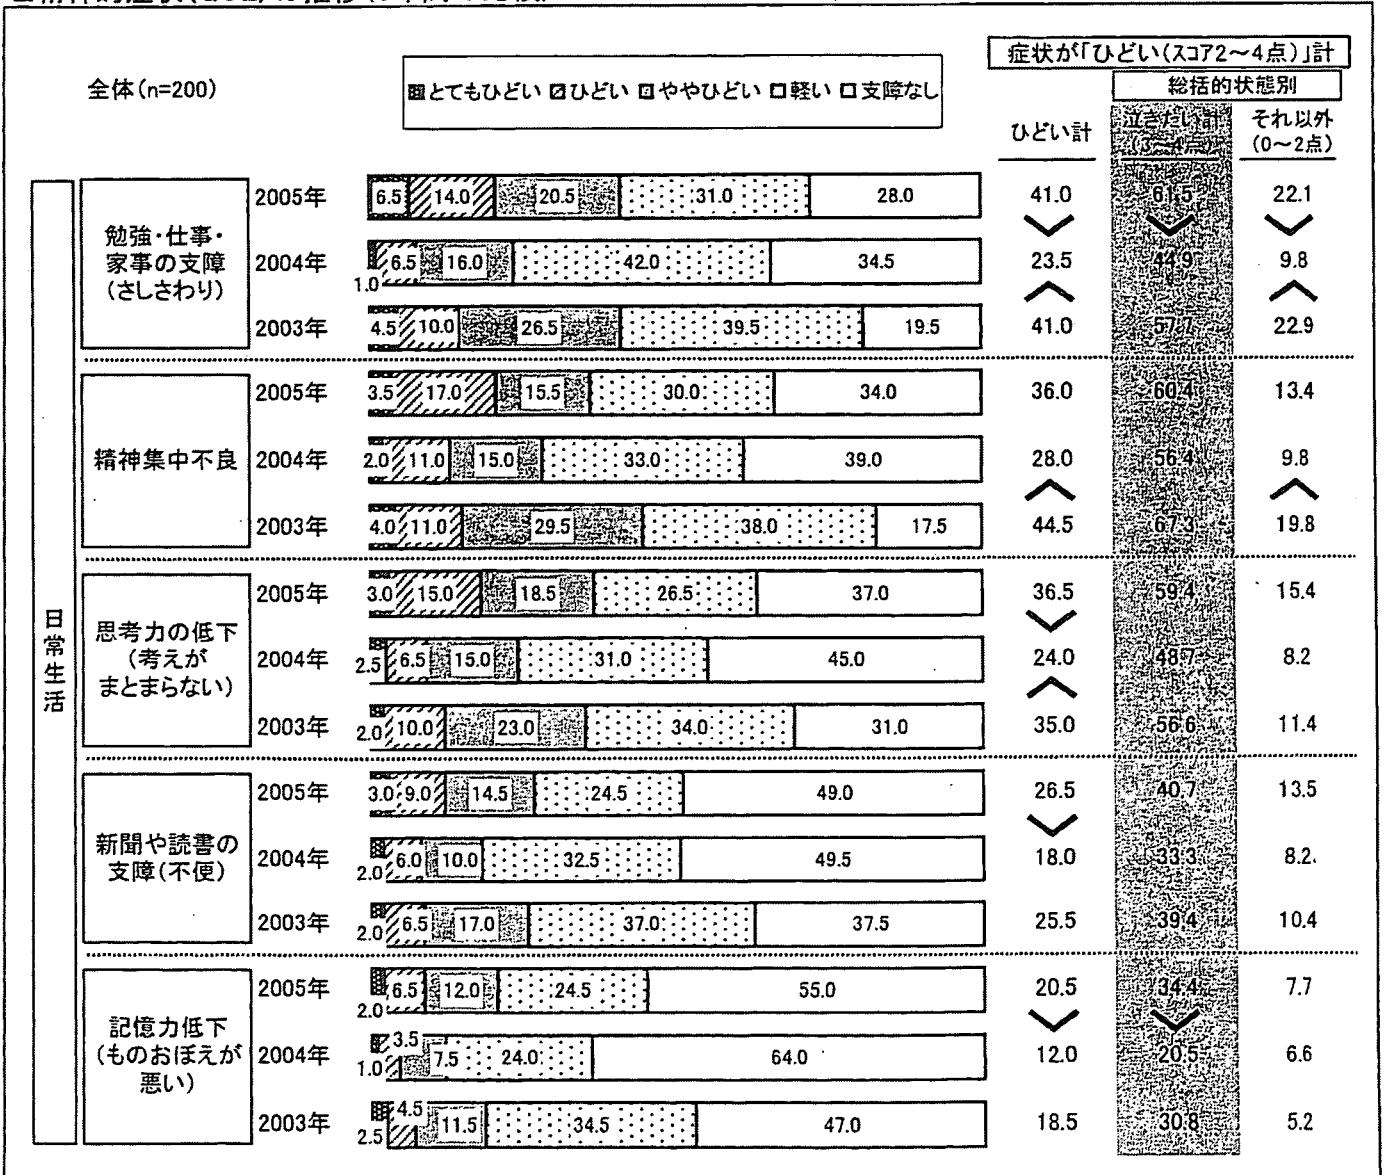 症状が「ひどい(スコア2～4点)」計
全体(n=200)
とてもひどい ひどい ややひどい 軽い 支障なし
総括的状態別
ひどい計 泣きたい計 それ以外
(3～4点) (0～2点)
日常生活
勉強・仕事・
家事の支障
(さしさわり)
2005年 6.5 14.0 20.5 31.0 28.0 41.0 61.5 22.1
2004年 1.0 6.5 16.0 42.0 34.5 23.5 44.9 9.8
2003年 4.5 10.0 26.5 39.5 19.5 41.0 57.7 22.9
精神集中不良
2005年 3.5 17.0 15.5 30.0 34.0 36.0 60.4 13.4
2004年 2.0 11.0 15.0 33.0 39.0 28.0 56.4 9.8
2003年 4.0 11.0 29.5 38.0 17.5 44.5 67.3 19.8
思考力の低下
(考えが
まとまらない)
2005年 3.0 15.0 18.5 26.5 37.0 36.5 59.4 15.4
2004年 2.5 6.5 15.0 31.0 45.0 24.0 48.7 8.2
2003年 2.0 10.0 23.0 34.0 31.0 35.0 56.6 11.4
新聞や読書の
支障(不便)
2005年 3.0 9.0 14.5 24.5 49.0 26.5 40.7 13.5
2004年 2.0 6.0 10.0 32.5 49.5 18.0 33.3 8.2
2003年 2.0 6.5 17.0 37.0 37.5 25.5 39.4 10.4
記憶力低下
(ものおぼえが
悪い)
2005年 2.0 6.5 12.0 24.5 55.0 20.5 34.4 7.7
2004年 1.0 3.5 7.5 24.0 64.0 12.0 20.5 6.6
2003年 2.5 4.5 11.5 34.5 47.0 18.5 30.8 5.2